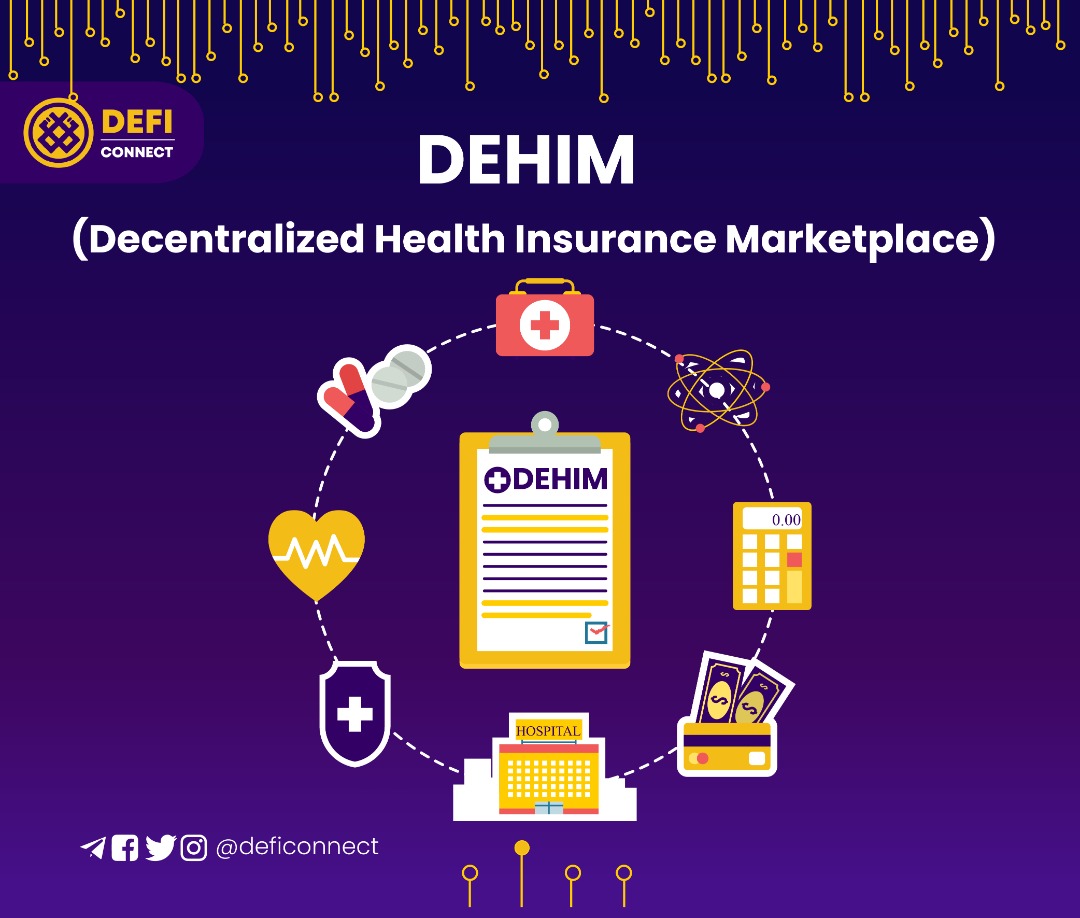 DEFI
CONNECT
DEHIM
(Decentralized Health Insurance Marketplace)
DEHIM
0.00
$ $
HOSPITAL
@deficonnect